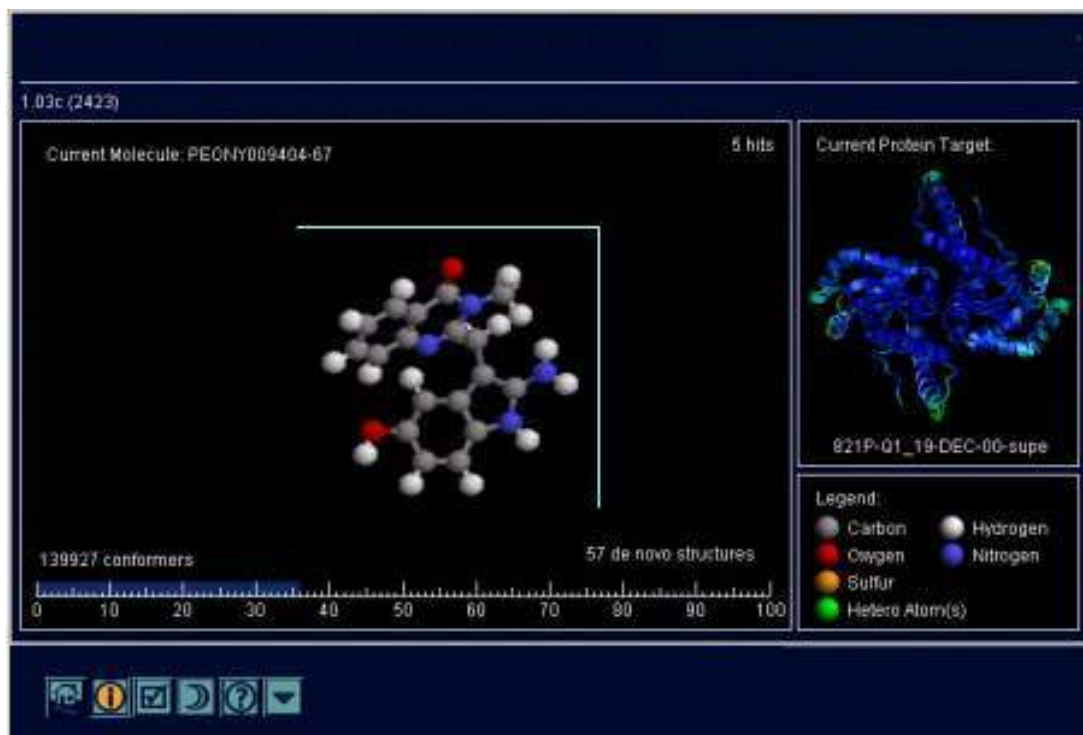 1.03c (2423)
Current Molecule: PEONY009404-67
5 hits
139927 conformers
57 de novo structures
0 10 20 30 40 50 60 70 80 90 100
Current Protein Target:
821P-Q1_19-DEC-00-supe
Legend:
Carbon
Hydrogen
Oxygen
Nitrogen
Sulfur
Hetero Atom(s)